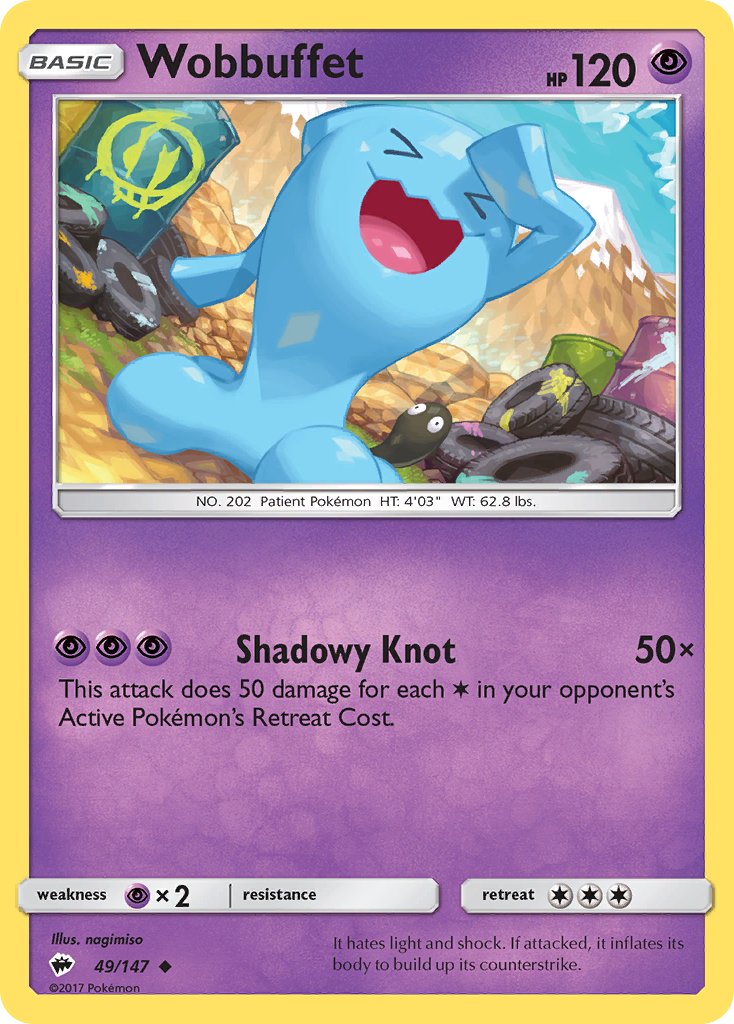 BASIC Wobbuffet HP 120
NO. 202 Patient Pokémon HT: 4'03" WT: 62.8 lbs.
Shadowy Knot 50×
This attack does 50 damage for each in your opponent's
Active Pokémon's Retreat Cost.
weakness ×2 resistance retreat
Illus. nagimiso
49/147
©2017 Pokémon
It hates light and shock. If attacked, it inflates its
body to build up its counterstrike.